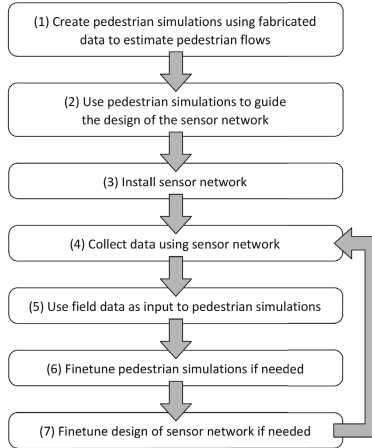 (1) Create pedestrian simulations using fabricated
data to estimate pedestrian flows
(2) Use pedestrian simulations to guide
the design of the sensor network
(3) Install sensor network
(4) Collect data using sensor network
(5) Use field data as input to pedestrian simulations
(6) Finetune pedestrian simulations if needed
(7) Finetune design of sensor network if needed